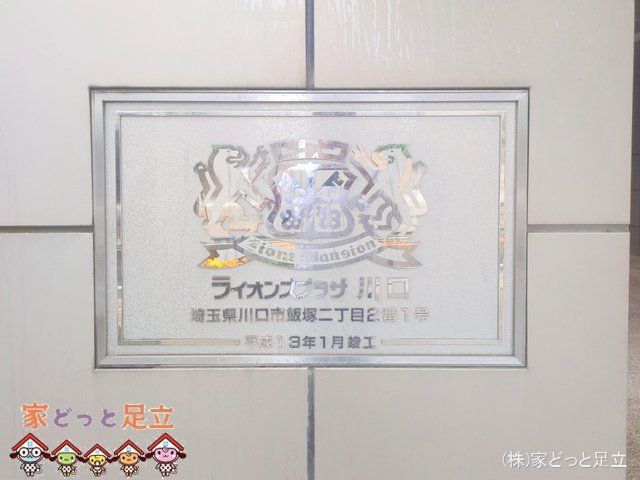 Lions Mansion
ライオンズプラザ 川口
埼玉県川口市飯塚二丁目2番1号
平成13年1月竣工
家どっと足立
(株)家どっと足立